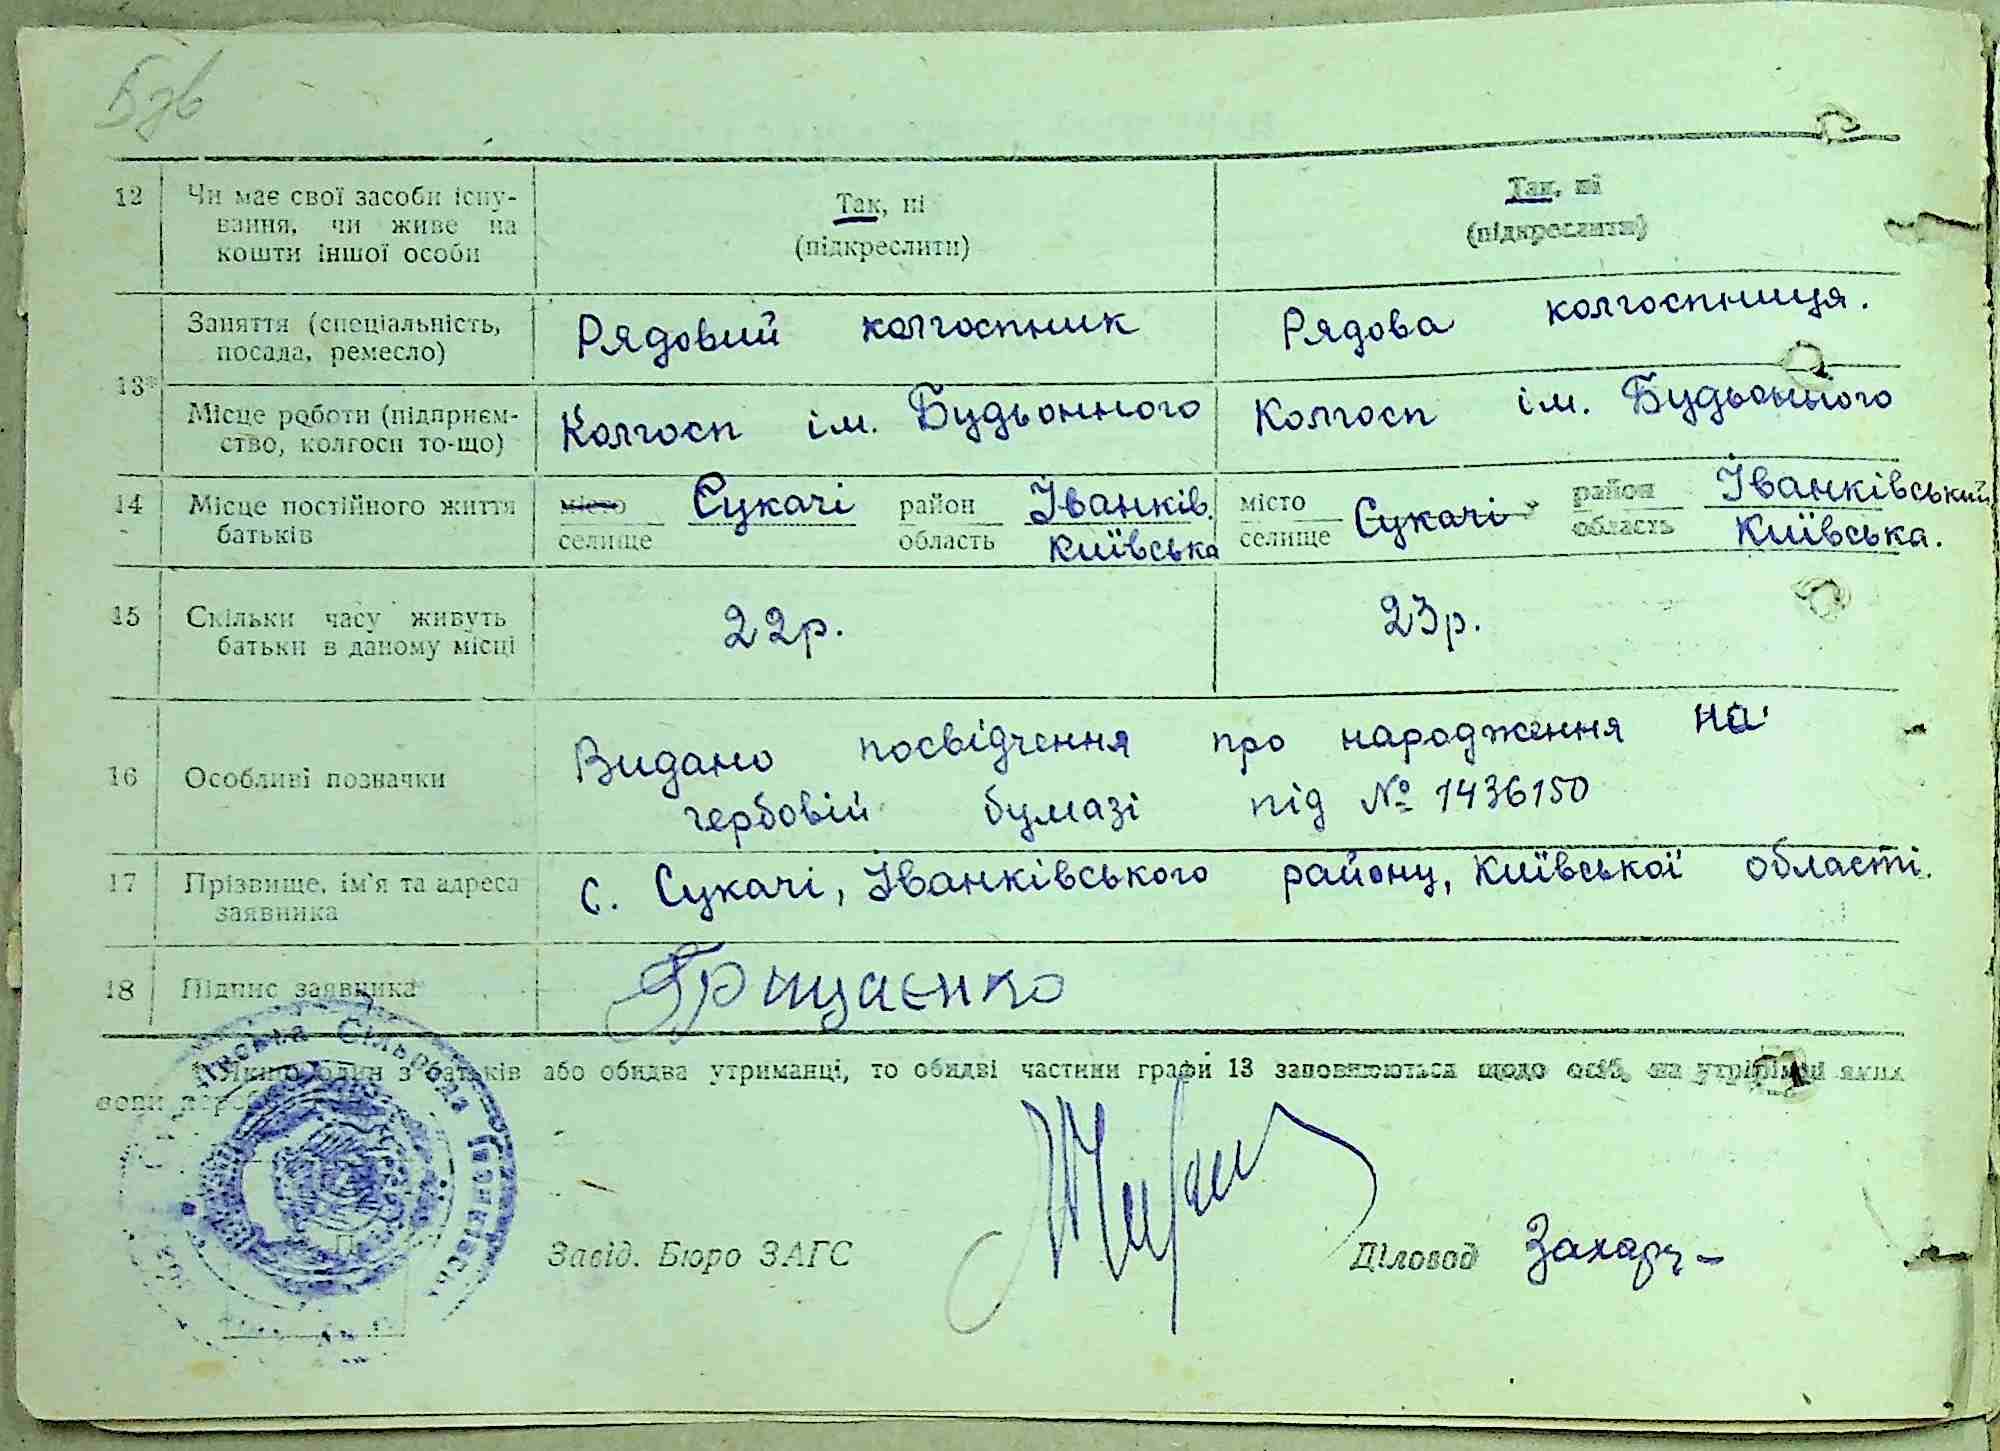 12 Чи має свої засоби існу-
вання, чи живе на
кошти іншої особи
Так, ні
(підкреслити)
Так, ні
(підкреслити)
13*
Заняття (спеціальність,
посада, ремесло)
Рядовий колгоспник
Рядова колгоспниця.
Місце роботи (підприєм-
ство, колгосп то-що)
Колгосп ім. Будьонного
Колгосп ім. Будьонного
14 Місце постійного життя
батьків
місто Сукачі район Іванків.
селище область Київська
місто Сукачі район Іванківський
селище область Київська.
15 Скільки часу живуть
батьки в даному місці
22р.
23р.
16 Особливі позначки
Видано посвідчення про народження на
гербовій бумазі під № 1436150
17 Прізвище, ім'я та адреса
заявника
с. Сукачі, Іванківського району, Київської області.
18 Підпис заявника
Грищаєнко
Якщо один з батьків або обидва утриманці, то обидві частини графи 13 заповнюються щодо осіб, на утриманні яких
вони
Сільрада
Завід. Бюро ЗАГС
Діловод Захарч